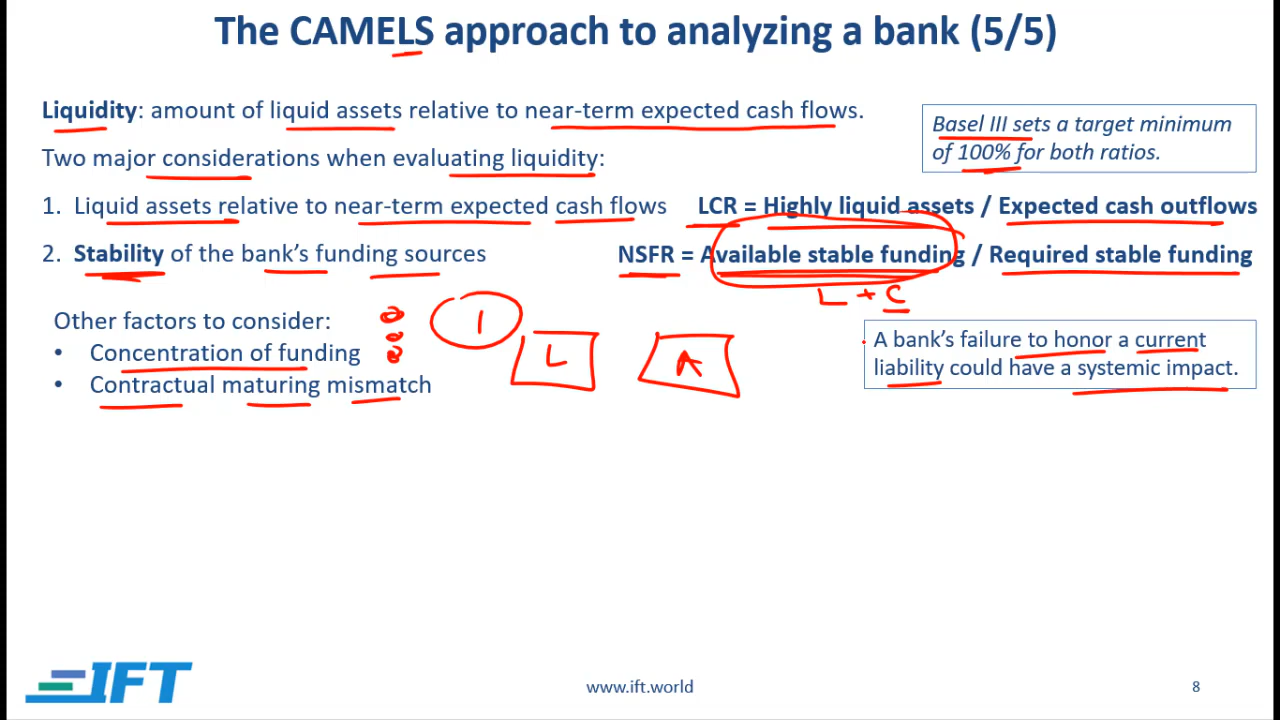 The CAMELS approach to analyzing a bank (5/5)
Liquidity: amount of liquid assets relative to near-term expected cash flows.
Basel III sets a target minimum
of 100% for both ratios.
Two major considerations when evaluating liquidity:
1. Liquid assets relative to near-term expected cash flows
LCR = Highly liquid assets / Expected cash outflows
2. Stability of the bank's funding sources
NSFR = Available stable funding / Required stable funding
L + C
Other factors to consider:
• Concentration of funding
• Contractual maturing mismatch
1
L
A
A bank's failure to honor a current
liability could have a systemic impact.
IFT
www.ift.world
8